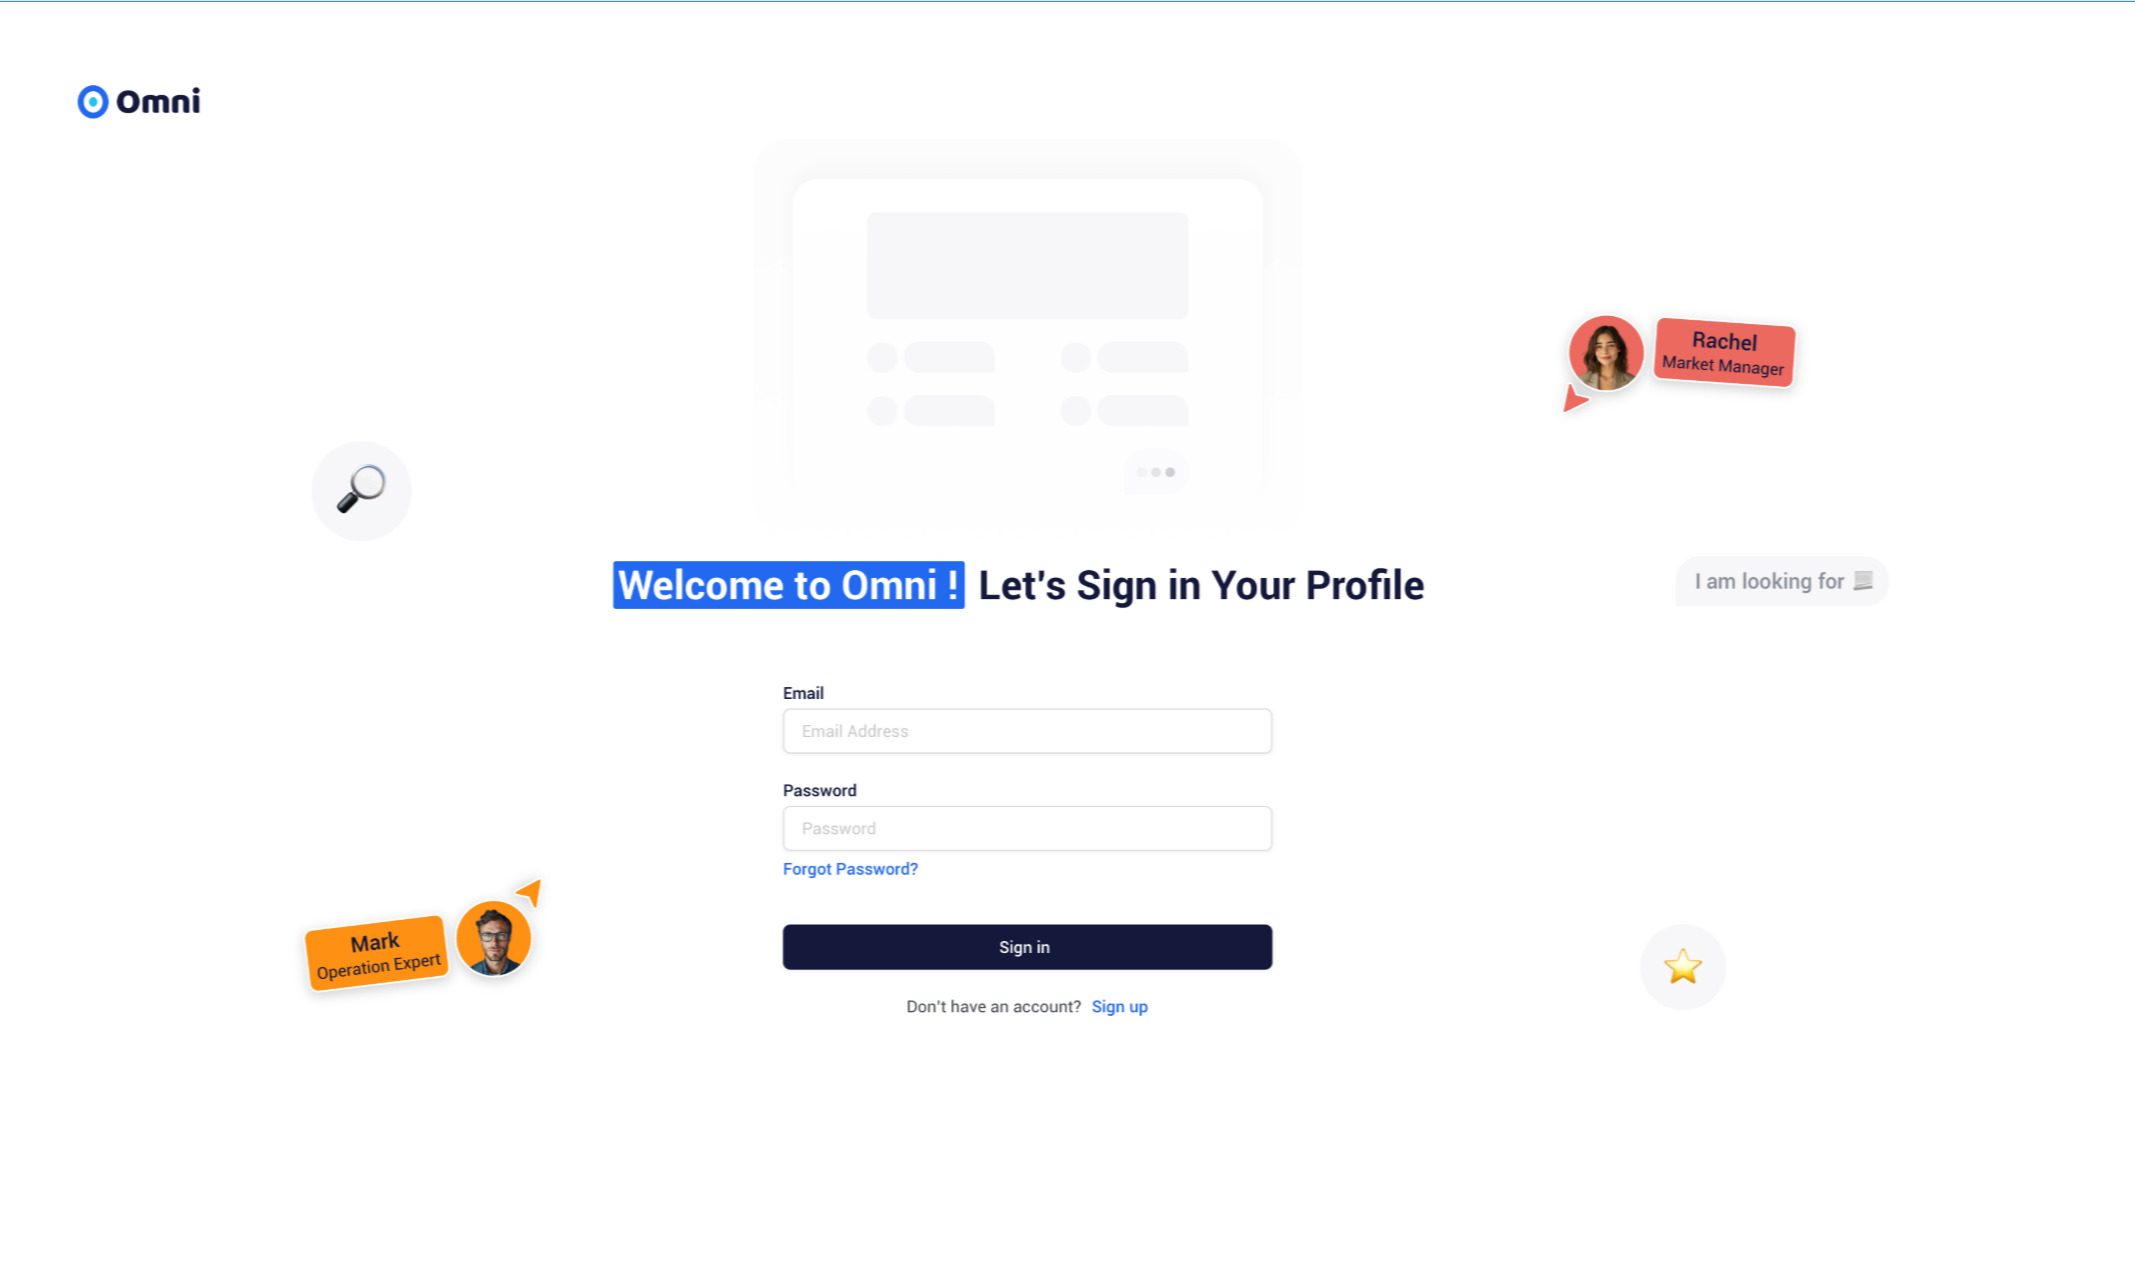 Omni
Rachel
Market Manager
Welcome to Omni ! Let's Sign in Your Profile
I am looking for
Email
Email Address
Password
Password
Forgot Password?
Mark
Operation Expert
Sign in
Don't have an account? Sign up